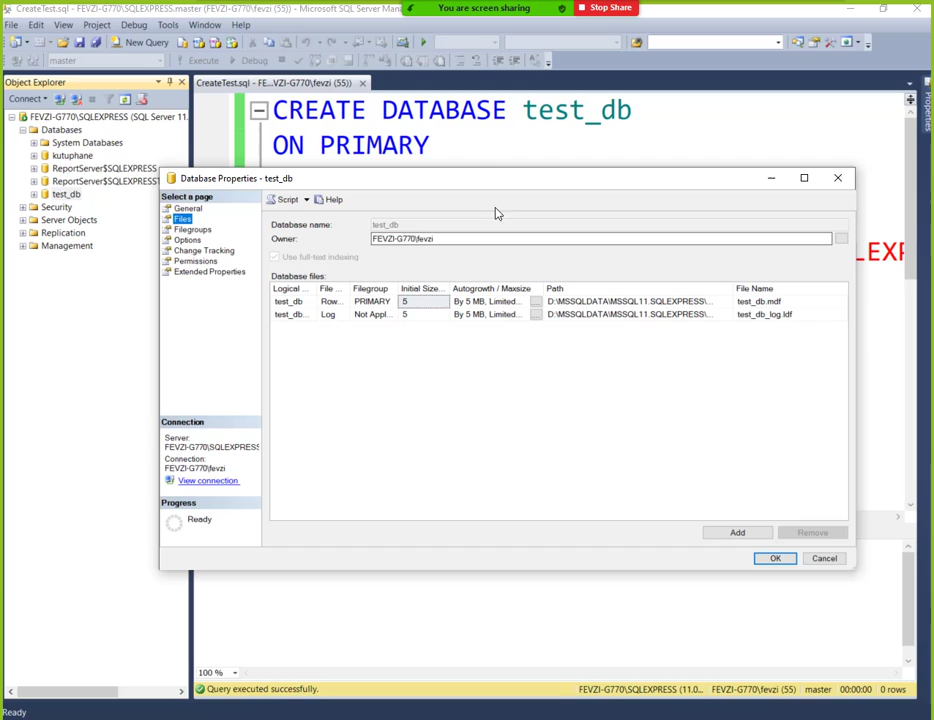 CreateTest.sql - FEVZI-G770\SQLEXPRESS.master (FEVZI-G770\fevzi (55)) - Microsoft SQL Server Man
You are screen sharing
Stop Share
File Edit View Project Debug Tools Window Help
New Query
master
Execute
Debug
Object Explorer
CreateTest.sql - FE...VZI-G770\fevzi (55))
Connect
Properties
FEVZI-G770\SQLEXPRESS (SQL Server 11.
Databases
System Databases
kutuphane
ReportServer$SQLEXPRESS
ReportServer$SQLEXPRESST
test_db
Security
Server Objects
Replication
Management
CREATE DATABASE test_db
ON PRIMARY
LEXPR
Database Properties - test_db
Select a page
General
Files
Filegroups
Options
Change Tracking
Permissions
Extended Properties
Script Help
Database name: test_db
Owner: FEVZI-G770\fevzi
Use full-text indexing
Database files:
Logical ... File ... Filegroup Initial Size... Autogrowth / Maxsize Path File Name
test_db Row... PRIMARY 5 By 5 MB, Limited... ... D:\MSSQLDATA\MSSQL11.SQLEXPRESS\... test_db.mdf
test_db... Log Not Appl... 5 By 5 MB, Limited... ... D:\MSSQLDATA\MSSQL11.SQLEXPRESS\... test_db_log.ldf
Connection
Server:
FEVZI-G770\SQLEXPRESS
Connection:
FEVZI-G770\fevzi
View connection
Progress
Ready
Add Remove
OK Cancel
100 %
Query executed successfully. FEVZI-G770\SQLEXPRESS (11.0... FEVZI-G770\fevzi (55) master 00:00:00 0 rows
Ready